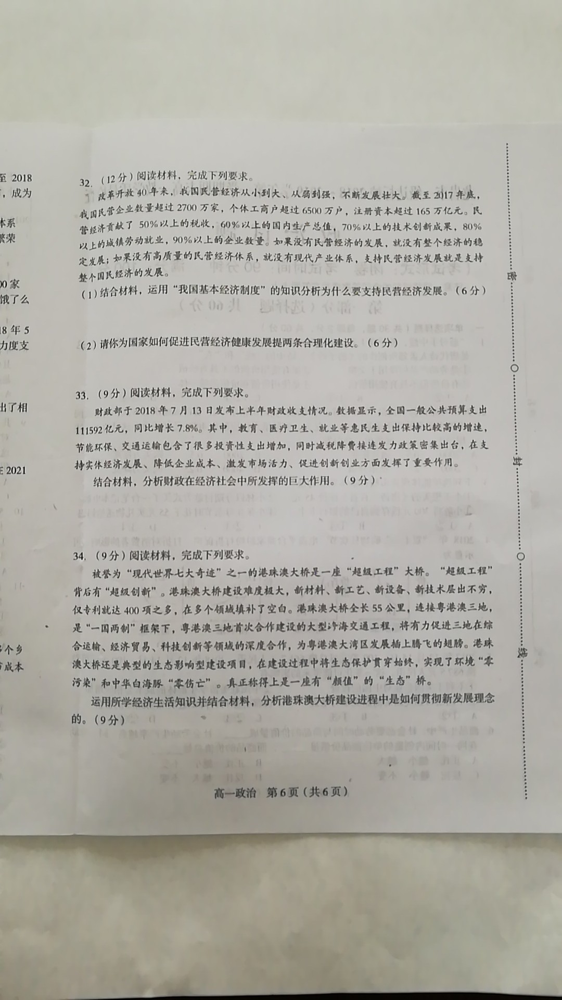 至 2018
，成为
体系
繁荣
00家
饿了么
18年5
力度支
出了相
在2021
多个乡
成本
32.（12分）阅读材料，完成下列要求。
改革开放40年来，我国民营经济从小到大、从弱到强，不断发展壮大。截至2017年底，
我国民营企业数量超过2700万家，个体工商户超过6500万户，注册资本超过165万亿元。民
营经济贡献了50%以上的税收，60%以上的国内生产总值，70%以上的技术创新成果，80%
以上的城镇劳动就业，90%以上的企业数量。如果没有民营经济的发展，就没有整个经济的稳
定发展；如果没有高质量的民营经济体系，就没有现代产业体系，支持民营经济发展就是支持
整个国民经济的发展。
（1）结合材料，运用“我国基本经济制度”的知识分析为什么要支持民营经济发展。（6分）
（2）请你为国家如何促进民营经济健康发展提两条合理化建设。（6分）
33.（9分）阅读材料，完成下列要求。
财政部于2018年7月13日发布上半年财政收支情况。数据显示，全国一般公共预算支出
111592亿元，同比增长7.8%。其中，教育、医疗卫生、就业等惠民生支出保持比较高的增速，
节能环保、交通运输包含了很多投资性支出增加，同时减税降费接连发力政策密集出台，在支
持实体经济发展、降低企业成本、激发市场活力、促进创新创业方面发挥了重要作用。
结合材料，分析财政在经济社会中所发挥的巨大作用。（9分）
34.（9分）阅读材料，完成下列要求。
被誉为“现代世界七大奇迹”之一的港珠澳大桥是一座“超级工程”大桥。“超级工程”
背后有“超级创新”。港珠澳大桥建设难度极大，新材料、新工艺、新设备、新技术层出不穷，
仅专利就达400项之多，在多个领域填补了空白。港珠澳大桥全长55公里，连接粤港澳三地，
是“一国两制”框架下，粤港澳三地首次合作建设的大型跨海交通工程，将有力促进三地在综
合运输、经济贸易、科技创新等领域的深度合作，为粤港澳大湾区发展插上腾飞的翅膀。港珠
澳大桥还是典型的生态影响型建设项目，在建设过程中将生态保护贯穿始终，实现了环境“零
污染”和中华白海豚“零伤亡”。真正称得上是一座有“颜值”的“生态”桥。
运用所学经济生活知识并结合材料，分析港珠澳大桥建设进程中是如何贯彻新发展理念
的。（9分）
高一政治 第6页（共6页）
密
封
线